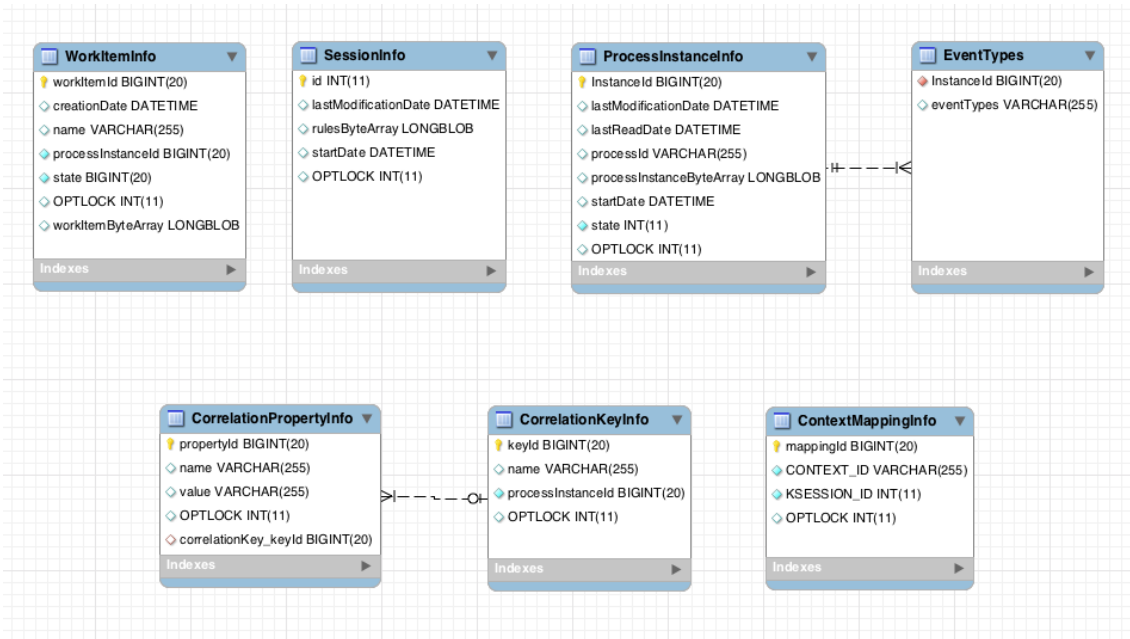 WorkItemInfo
workItemId BIGINT(20)
creationDate DATETIME
name VARCHAR(255)
processInstanceId BIGINT(20)
state BIGINT(20)
OPTLOCK INT(11)
workItemByteArray LONGBLOB
Indexes
SessionInfo
id INT(11)
lastModificationDate DATETIME
rulesByteArray LONGBLOB
startDate DATETIME
OPTLOCK INT(11)
Indexes
ProcessInstanceInfo
InstanceId BIGINT(20)
lastModificationDate DATETIME
lastReadDate DATETIME
processId VARCHAR(255)
processInstanceByteArray LONGBLOB
startDate DATETIME
state INT(11)
OPTLOCK INT(11)
Indexes
EventTypes
InstanceId BIGINT(20)
eventTypes VARCHAR(255)
Indexes
CorrelationPropertyInfo
propertyId BIGINT(20)
name VARCHAR(255)
value VARCHAR(255)
OPTLOCK INT(11)
correlationKey_keyId BIGINT(20)
Indexes
CorrelationKeyInfo
keyId BIGINT(20)
name VARCHAR(255)
processInstanceId BIGINT(20)
OPTLOCK INT(11)
Indexes
ContextMappingInfo
mappingId BIGINT(20)
CONTEXT_ID VARCHAR(255)
KSESSION_ID INT(11)
OPTLOCK INT(11)
Indexes